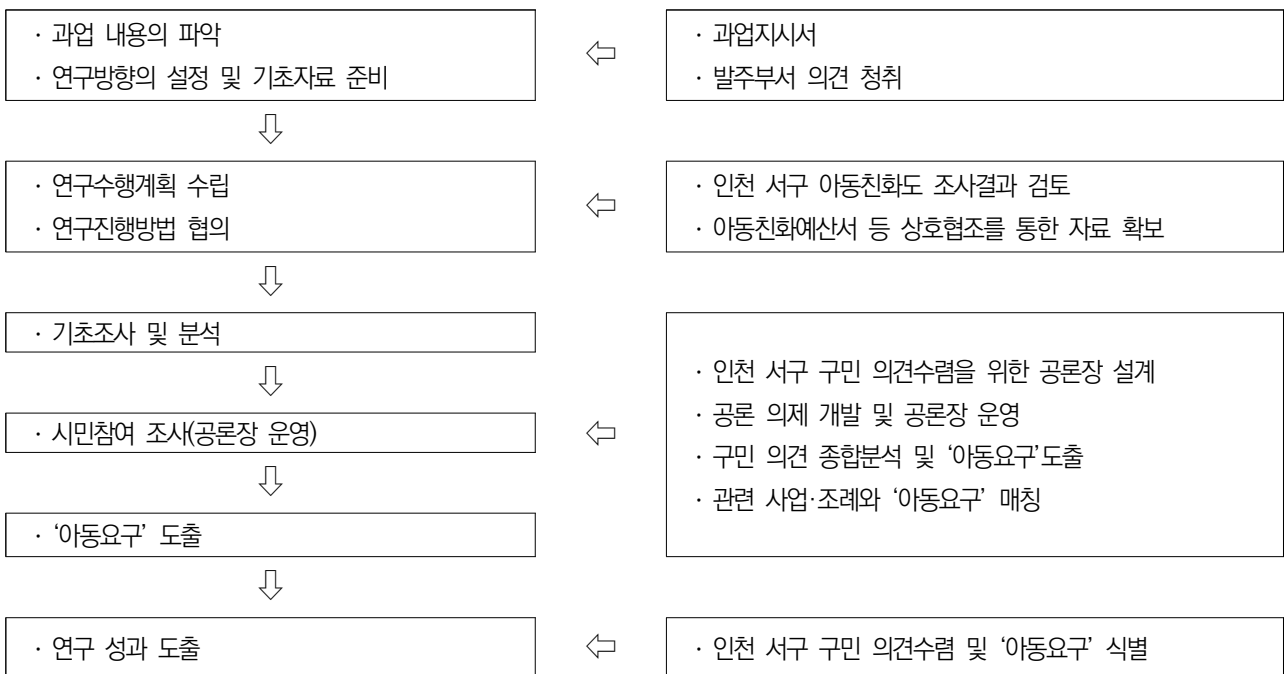 · 과업 내용의 파악
· 연구방향의 설정 및 기초자료 준비
· 과업지시서
· 발주부서 의견 청취
· 연구수행계획 수립
· 연구진행방법 협의
· 인천 서구 아동친화도 조사결과 검토
· 아동친화예산서 등 상호협조를 통한 자료 확보
· 기초조사 및 분석
· 시민참여 조사(공론장 운영)
· ‘아동요구’ 도출
· 인천 서구 구민 의견수렴을 위한 공론장 설계
· 공론 의제 개발 및 공론장 운영
· 구민 의견 종합분석 및 ‘아동요구’도출
· 관련 사업·조례와 ‘아동요구’ 매칭
· 연구 성과 도출
· 인천 서구 구민 의견수렴 및 ‘아동요구’ 식별